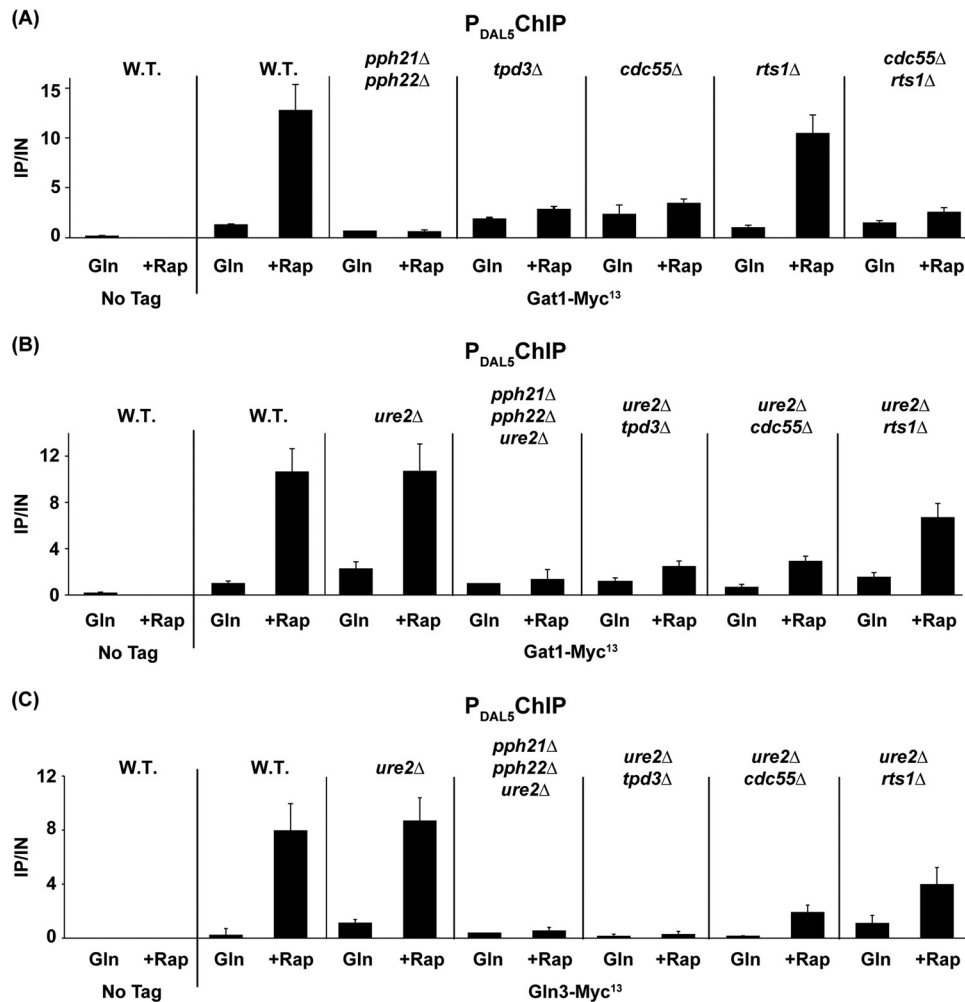 (A)
P_DAL5ChIP
W.T. W.T. pph21Δ pph22Δ tpd3Δ cdc55Δ rts1Δ cdc55Δ rts1Δ
15
10
5
0
IP/IN
Gln +Rap Gln +Rap Gln +Rap Gln +Rap Gln +Rap Gln +Rap Gln +Rap
No Tag Gat1-Myc¹³
(B)
P_DAL5ChIP
W.T. W.T. ure2Δ pph21Δ pph22Δ ure2Δ ure2Δ tpd3Δ ure2Δ cdc55Δ ure2Δ rts1Δ
12
8
4
0
IP/IN
Gln +Rap Gln +Rap Gln +Rap Gln +Rap Gln +Rap Gln +Rap Gln +Rap
No Tag Gat1-Myc¹³
(C)
P_DAL5ChIP
W.T. W.T. ure2Δ pph21Δ pph22Δ ure2Δ ure2Δ tpd3Δ ure2Δ cdc55Δ ure2Δ rts1Δ
12
8
4
0
IP/IN
Gln +Rap Gln +Rap Gln +Rap Gln +Rap Gln +Rap Gln +Rap Gln +Rap
No Tag Gln3-Myc¹³